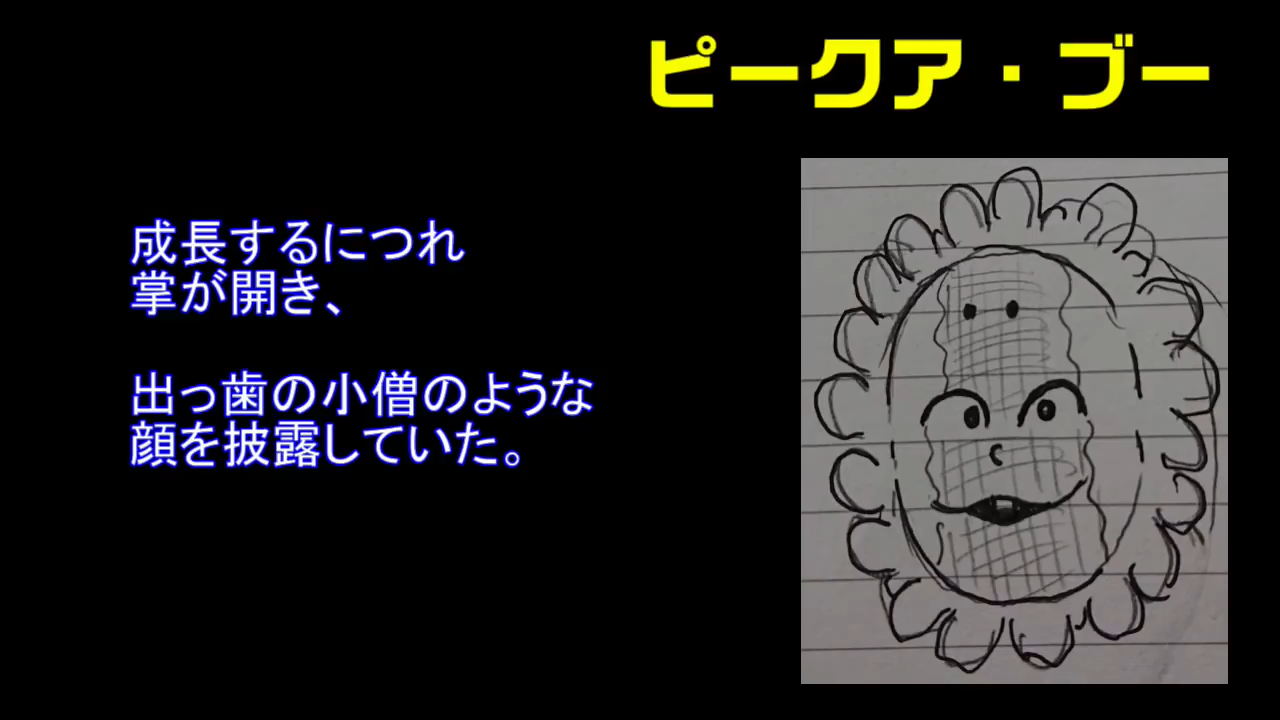 ピークア・ブー
成長するにつれ
掌が開き、
出っ歯の小僧のような
顔を披露していた。